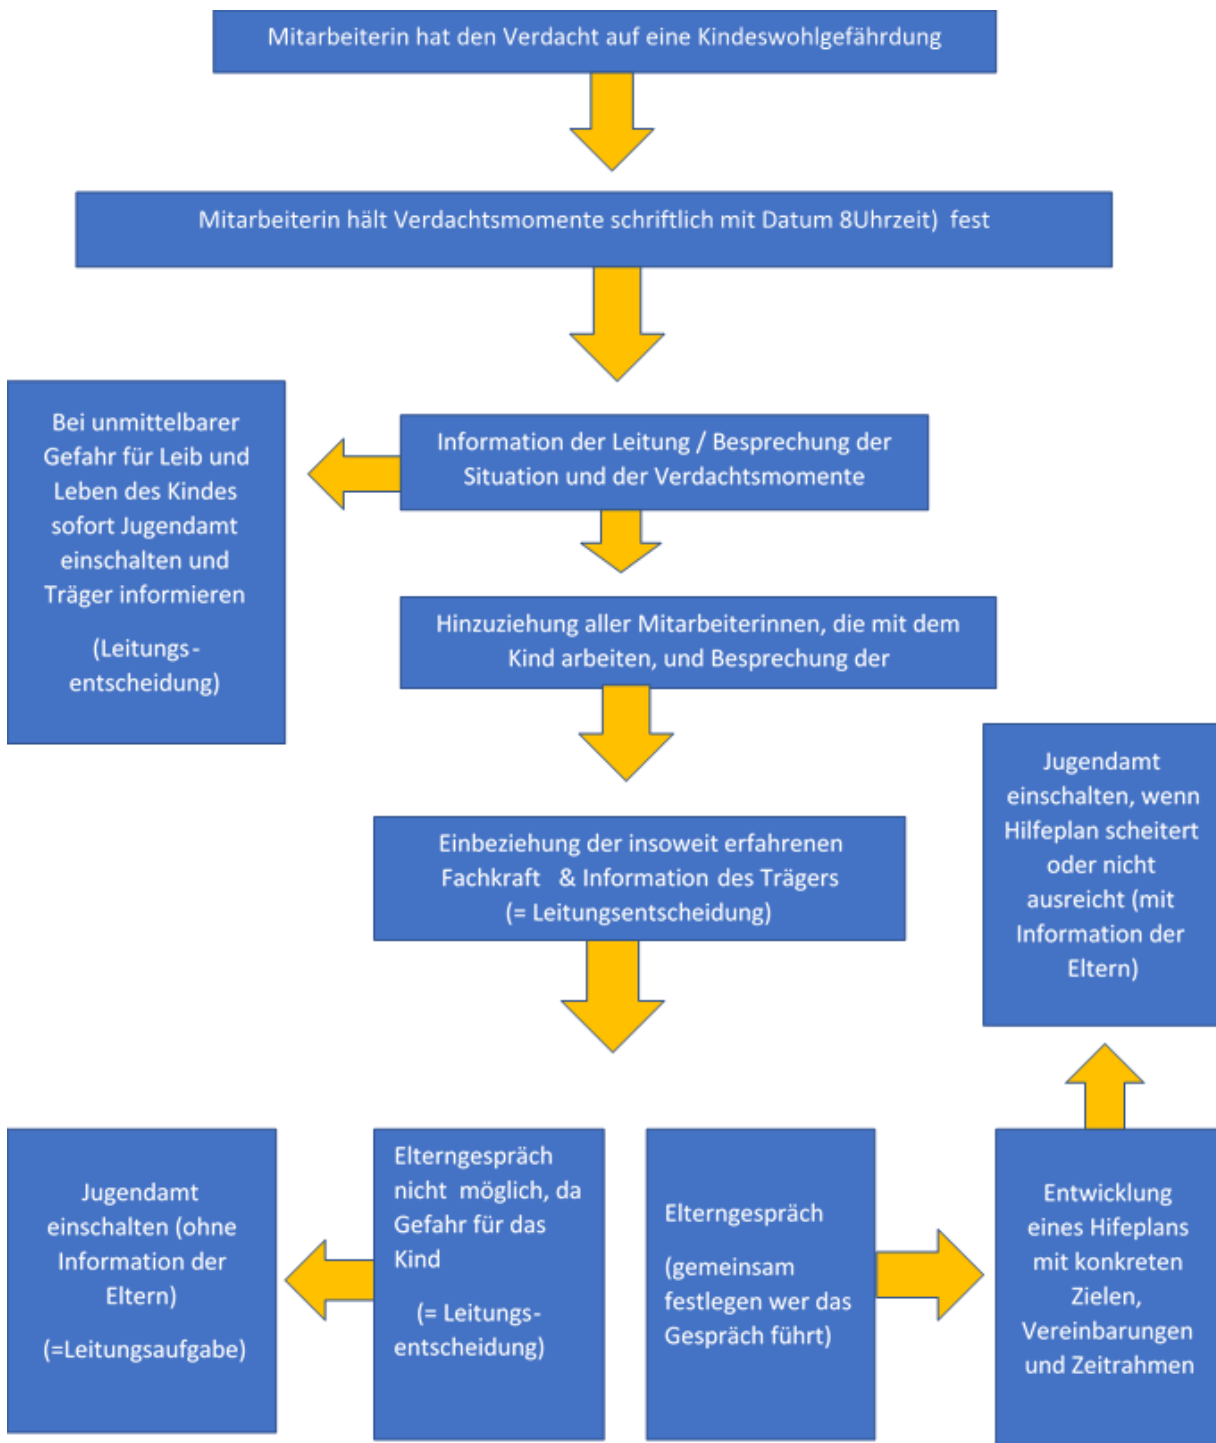 Mitarbeiterin hat den Verdacht auf eine Kindeswohlgefährdung
Mitarbeiterin hält Verdachtsmomente schriftlich mit Datum 8Uhrzeit) fest
Bei unmittelbarer
Gefahr für Leib und
Leben des Kindes
sofort Jugendamt
einschalten und
Träger informieren
(Leitungs-
entscheidung)
Information der Leitung / Besprechung der
Situation und der Verdachtsmomente
Hinzuziehung aller Mitarbeiterinnen, die mit dem
Kind arbeiten, und Besprechung der
Einbeziehung der insoweit erfahrenen
Fachkraft & Information des Trägers
(= Leitungsentscheidung)
Jugendamt
einschalten, wenn
Hilfeplan scheitert
oder nicht
ausreicht (mit
Information der
Eltern)
Jugendamt
einschalten (ohne
Information der
Eltern)
(=Leitungsaufgabe)
Elterngespräch
nicht möglich, da
Gefahr für das
Kind
(= Leitungs-
entscheidung)
Elterngespräch
(gemeinsam
festlegen wer das
Gespräch führt)
Entwicklung
eines Hifeplans
mit konkreten
Zielen,
Vereinbarungen
und Zeitrahmen